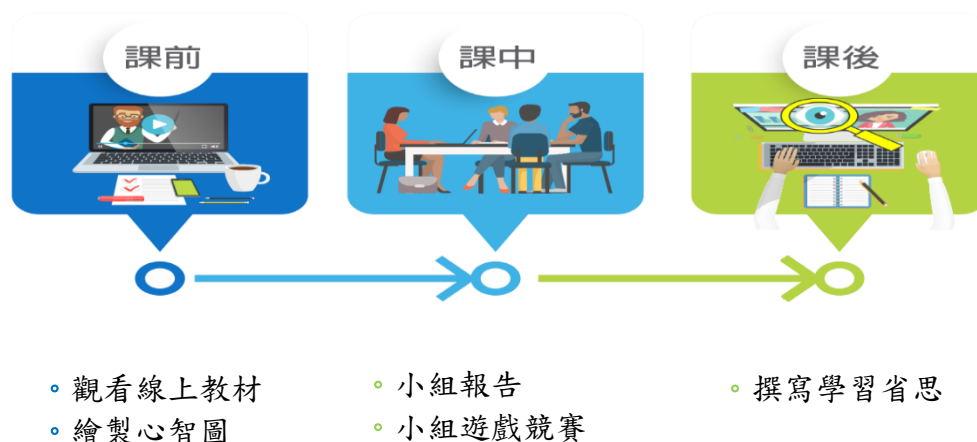 課前
課中
課後
觀看線上教材
繪製心智圖
小組報告
小組遊戲競賽
撰寫學習省思